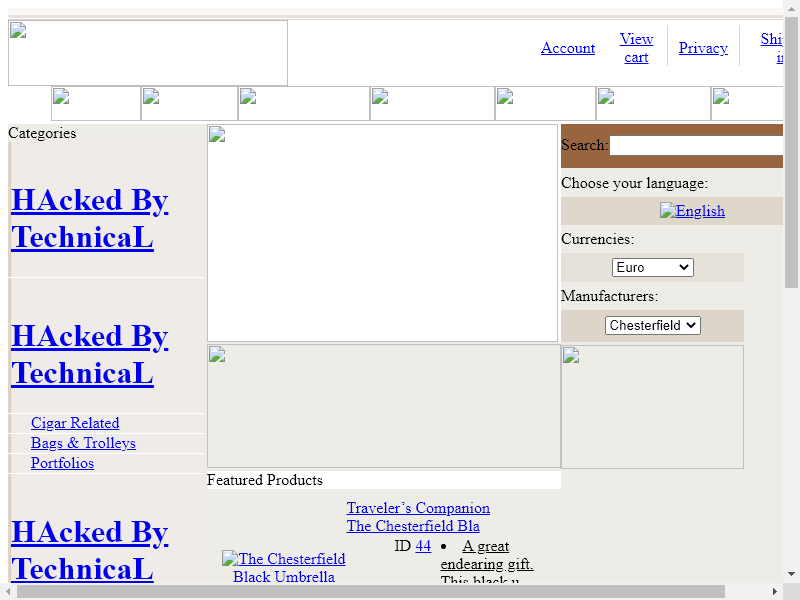 Account
View
cart
Privacy
Categories
Search:
HAcked By
TechnicaL
Choose your language:
English
Currencies:
Euro
Manufacturers:
Chesterfield
HAcked By
TechnicaL
Cigar Related
Bags & Trolleys
Portfolios
Featured Products
HAcked By
TechnicaL
Traveler’s Companion
The Chesterfield Bla
The Chesterfield
Black Umbrella
ID 44
• A great
endearing gift.
This black u